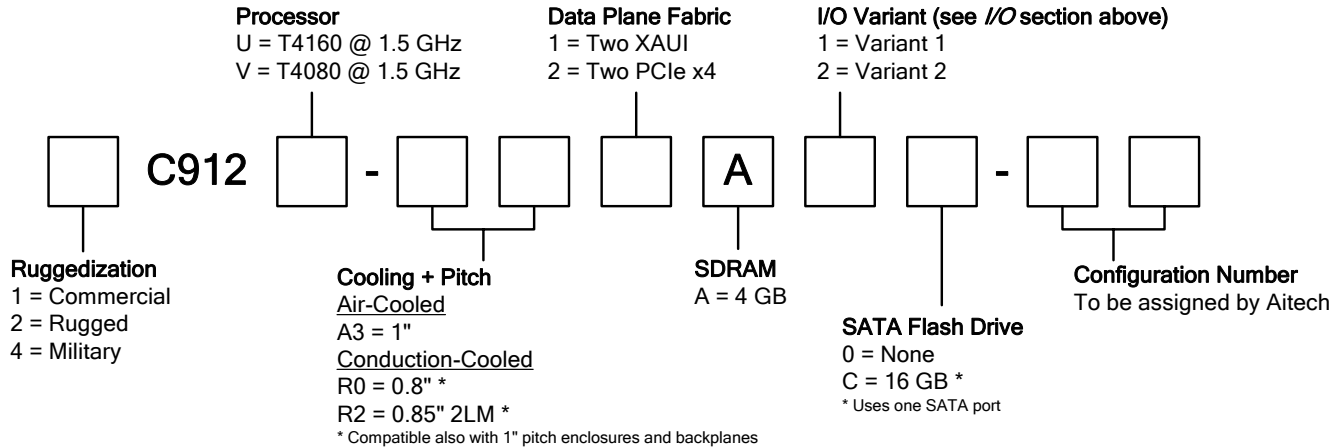 Processor
U = T4160 @ 1.5 GHz
V = T4080 @ 1.5 GHz
Data Plane Fabric
1 = Two XAUI
2 = Two PCIe x4
I/O Variant (see I/O section above)
1 = Variant 1
2 = Variant 2
C912 - A -
Ruggedization
1 = Commercial
2 = Rugged
4 = Military
Cooling + Pitch
Air-Cooled
A3 = 1"
Conduction-Cooled
R0 = 0.8" *
R2 = 0.85" 2LM *
* Compatible also with 1" pitch enclosures and backplanes
SDRAM
A = 4 GB
SATA Flash Drive
0 = None
C = 16 GB *
* Uses one SATA port
Configuration Number
To be assigned by Aitech